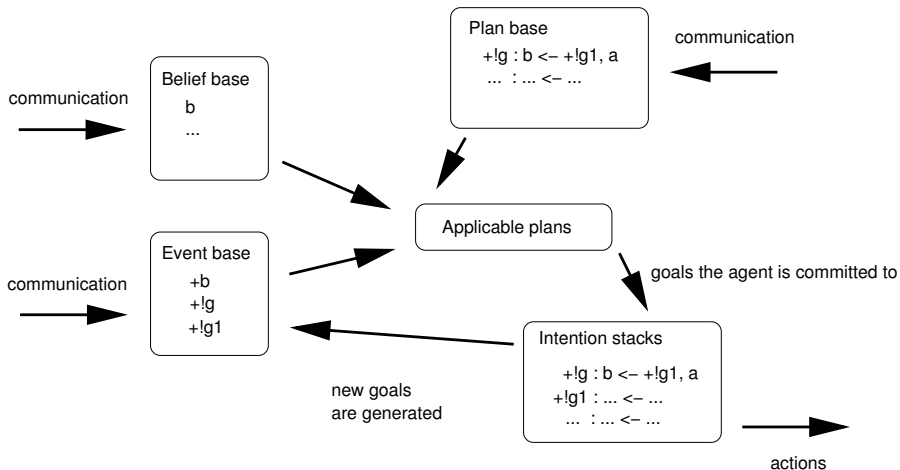 Plan base
+!g : b <− +!g1, a
... : ... <− ...
communication
Belief base
b
...
communication
Applicable plans
Event base
+b
+!g
+!g1
communication
goals the agent is committed to
Intention stacks
+!g : b <− +!g1, a
+!g1 : ... <− ...
... : ... <− ...
new goals
are generated
actions